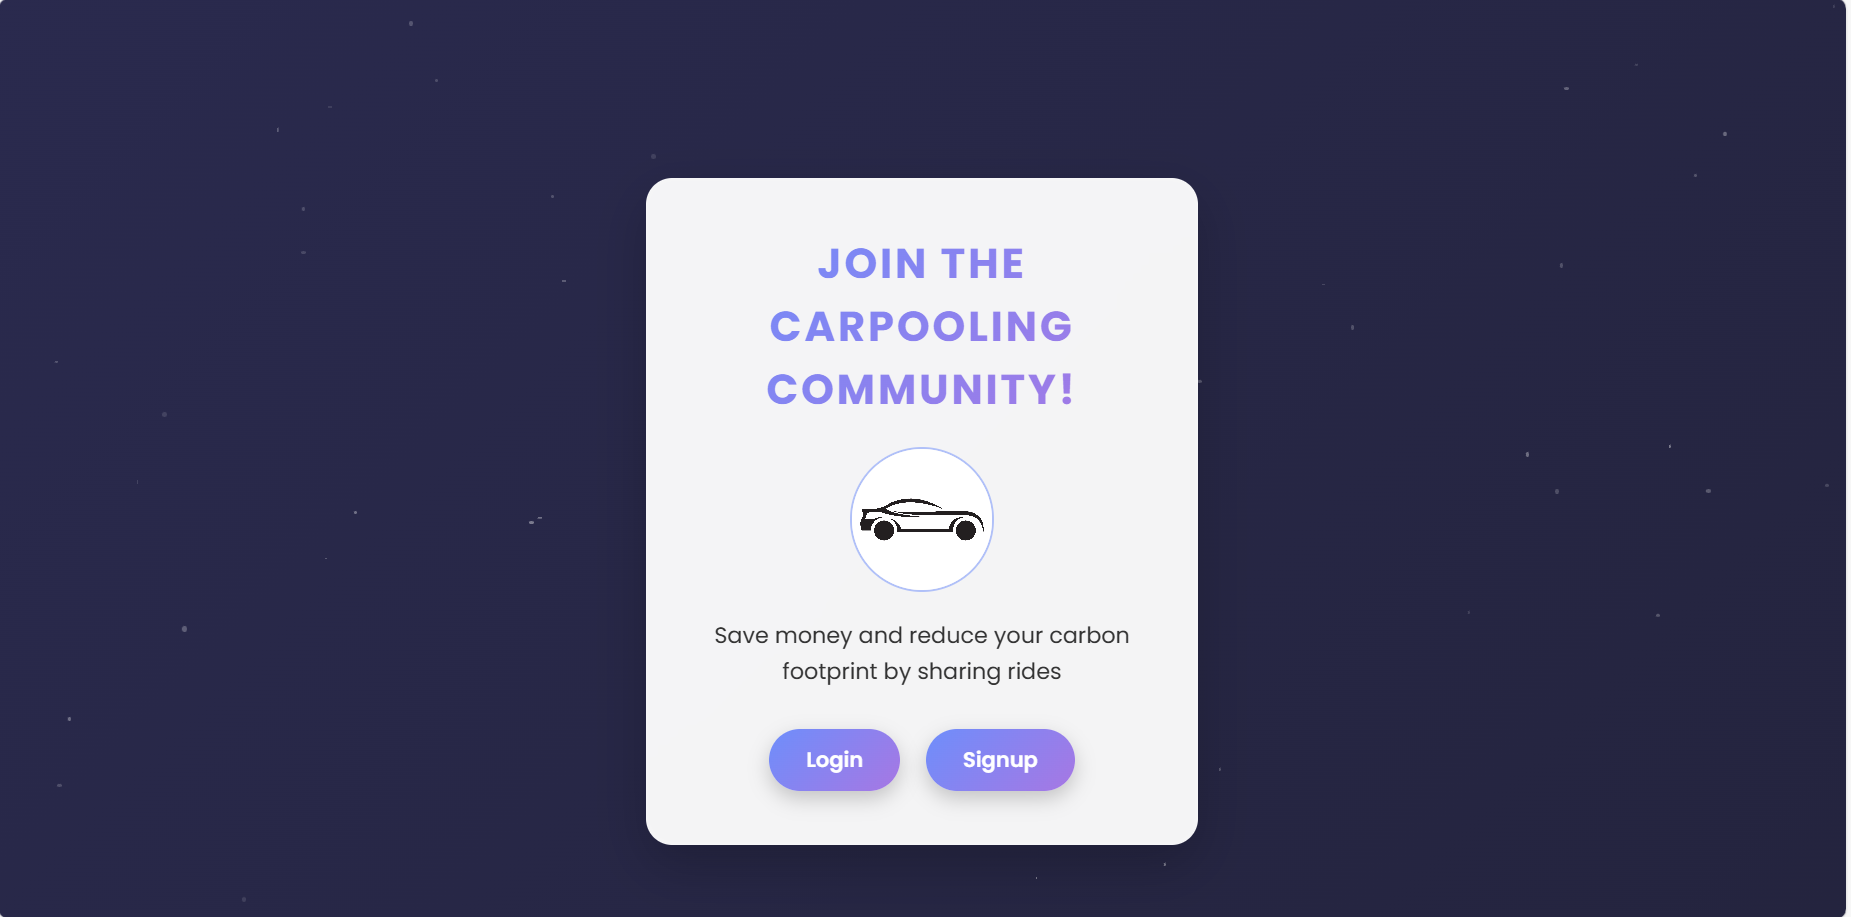 JOIN THE
CARPOOLING
COMMUNITY!
Save money and reduce your carbon
footprint by sharing rides
Login
Signup